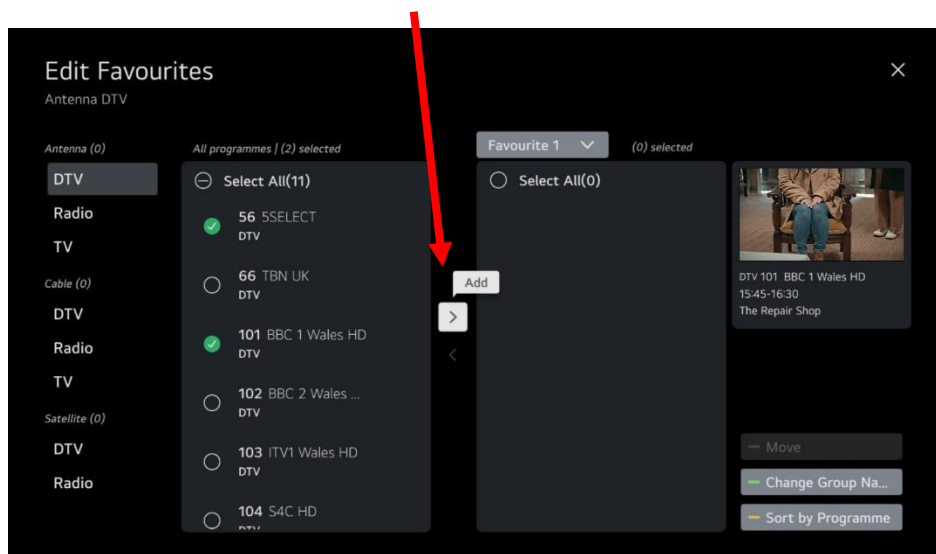 Edit Favourites
Antenna DTV
Antenna (0)
DTV
Radio
TV
Cable (0)
DTV
Radio
TV
Satellite (0)
DTV
Radio
All programmes | (2) selected
Select All(11)
56 5SELECT
DTV
66 TBN UK
DTV
101 BBC 1 Wales HD
DTV
102 BBC 2 Wales ...
DTV
103 ITV1 Wales HD
DTV
104 S4C HD
DTV
Add
Favourite 1
(0) selected
Select All(0)
DTV 101 BBC 1 Wales HD
15:45-16:30
The Repair Shop
Move
Change Group Na...
Sort by Programme